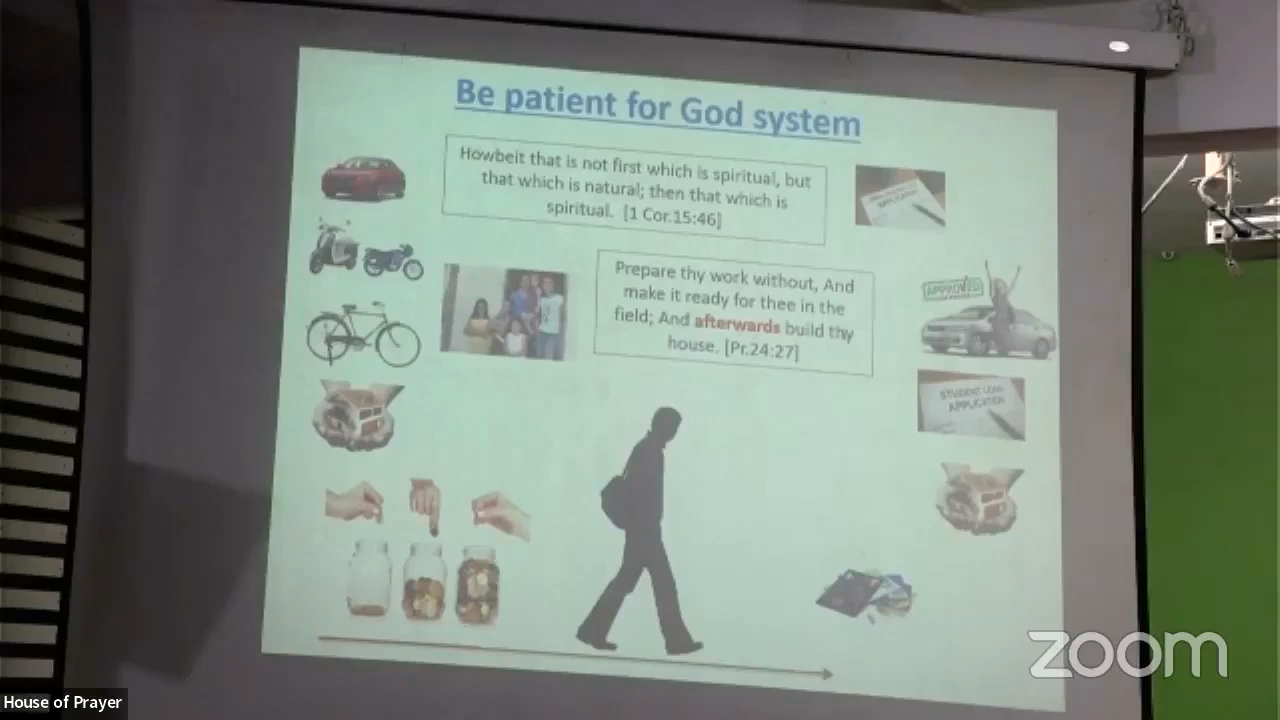 Be patient for God system
Howbeit that is not first which is spiritual, but
that which is natural; then that which is
spiritual. [1 Cor.15:46]
APPLICATION
Prepare thy work without, And
make it ready for thee in the
field; And afterwards build thy
house. [Pr.24:27]
APPROVED
STUDENT LOAN
APPLICATION
zoom
House of Prayer